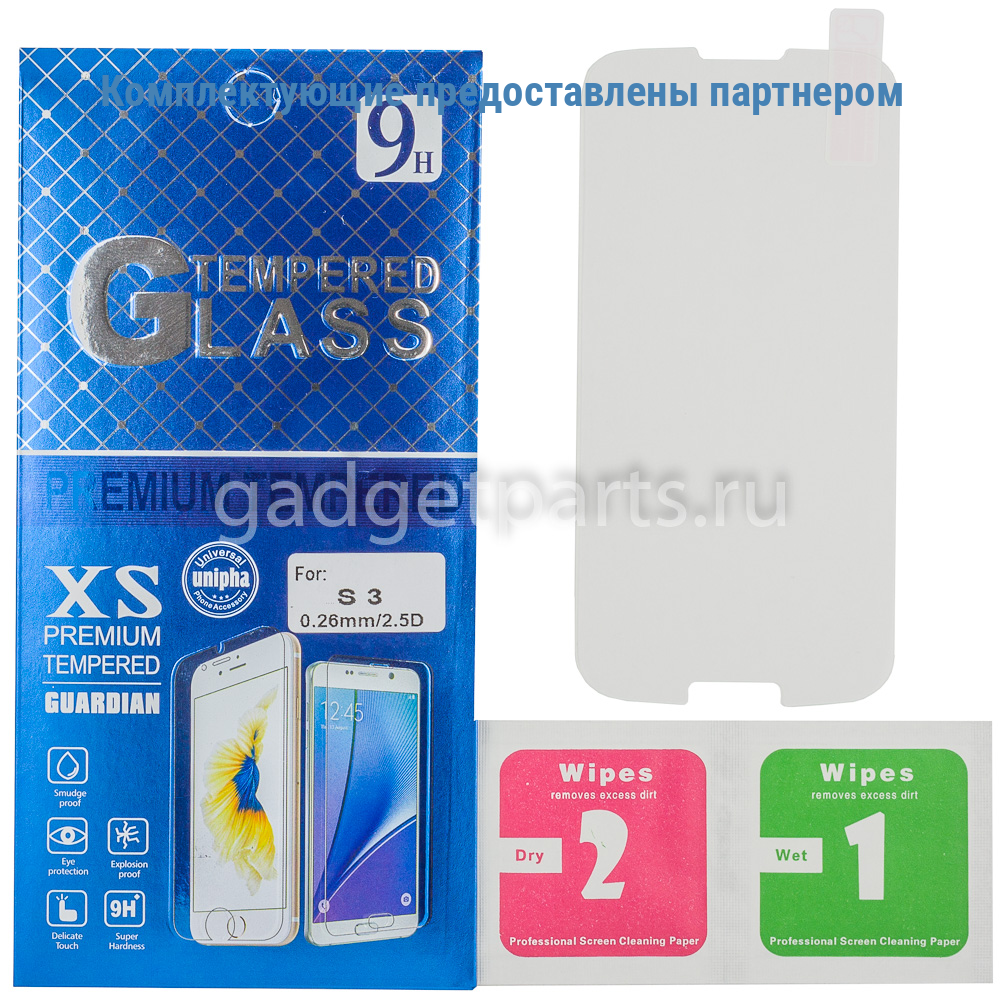 Комплектующие предоставлены партнером
9H
TEMPERED
GLASS
PREMIUM TEMPERED
gadgetparts.ru
XS
PREMIUM
TEMPERED
GUARDIAN
Universal
unipha
Phone Accessory
For:
S 3
0.26mm/2.5D
12:45
Smudge
proof
Eye
protection
Explosion
proof
Delicate
Touch
9H
Super
Hardness
Wipes
removes excess dirt
Dry
2
Professional Screen Cleaning Paper
Wipes
removes excess dirt
Wet
1
Professional Screen Cleaning Paper